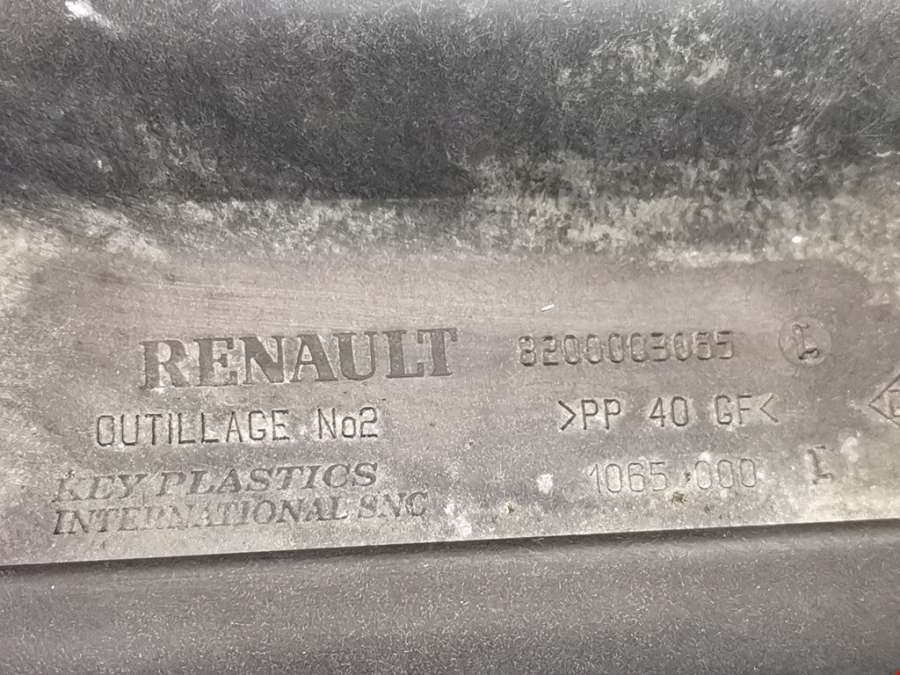 RENAULT 8200003065
OUTILLAGE No2 >PP 40 GF<
KEY PLASTICS 1065 000
INTERNATIONAL SNC